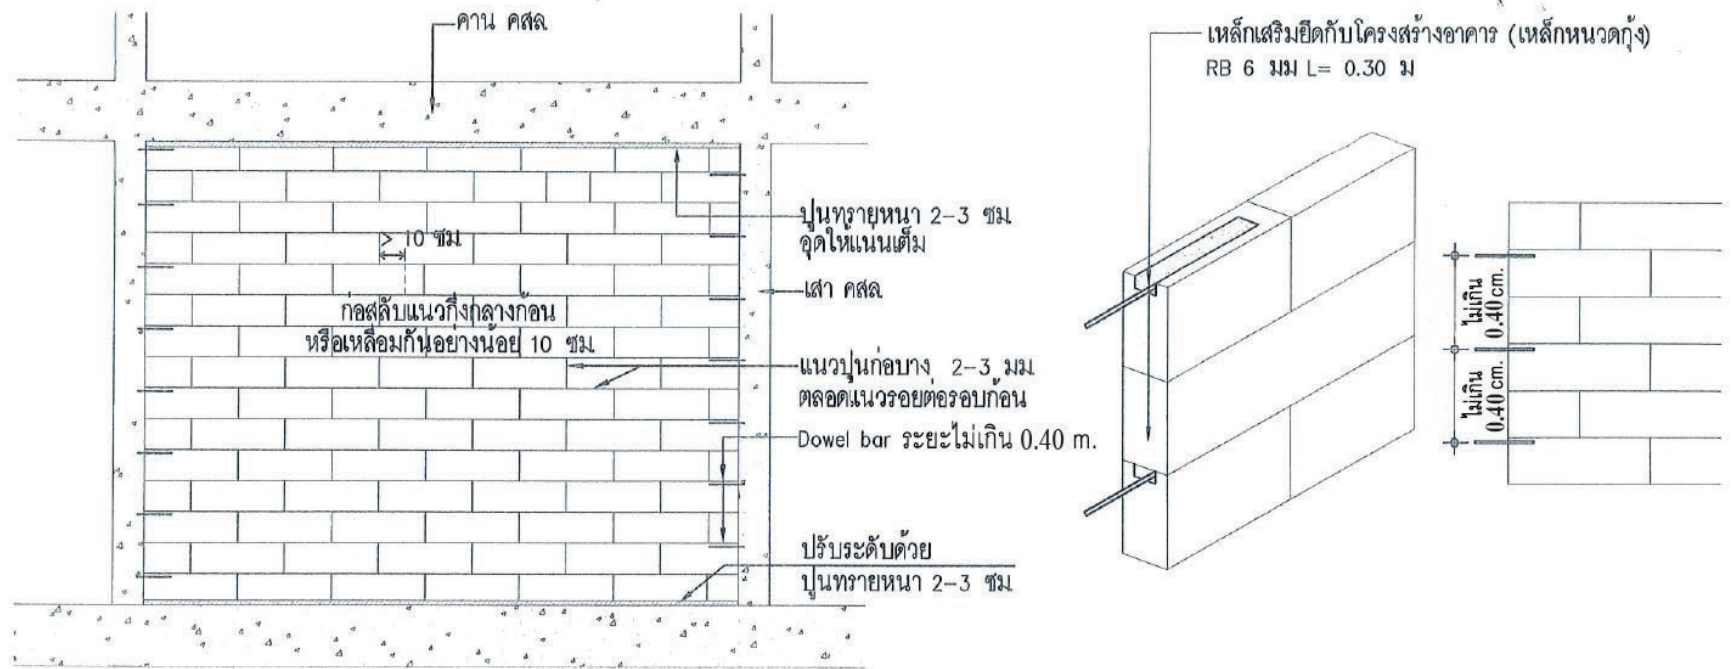 คาน คสล
เหล็กเสริมยึดกับโครงสร้างอาคาร (เหล็กหนวดกุ้ง)
RB 6 มม L= 0.30 ม
ปูนทรายหนา 2-3 ซม
อุดให้แน่นเต็ม
> 10 ซม
เสา คสล
ก่อสลับแนวกึ่งกลางก้อน
หรือเหลื่อมกันอย่างน้อย 10 ซม
แนวปูนก่อบาง 2-3 มม
ตลอดแนวรอยต่อรอบก้อน
Dowel bar ระยะไม่เกิน 0.40 m.
ปรับระดับด้วย
ปูนทรายหนา 2-3 ซม
ไม่เกิน
0.40 cm.
ไม่เกิน
0.40 cm.